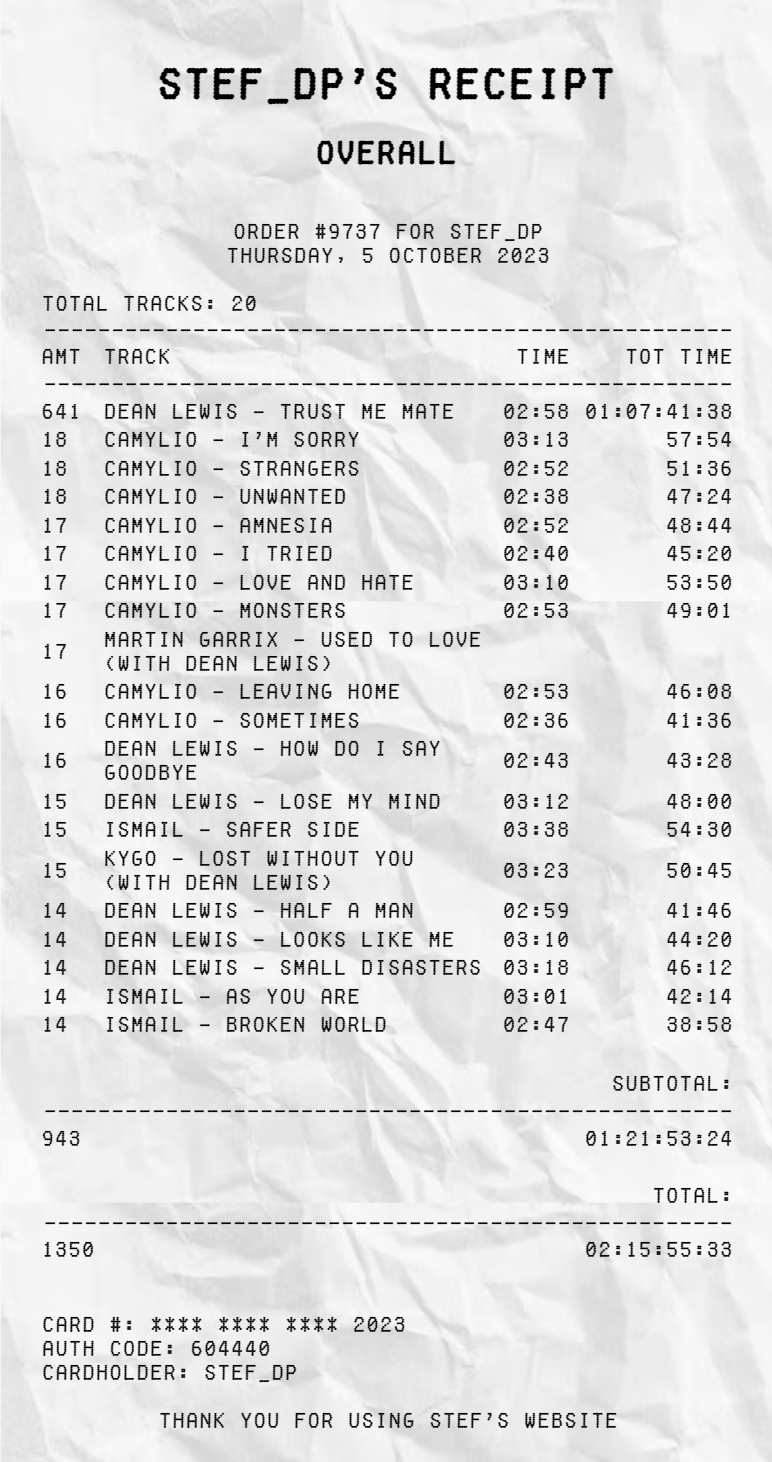 STEF_DP'S RECEIPT
OVERALL
ORDER #9737 FOR STEF_DP
THURSDAY, 5 OCTOBER 2023
TOTAL TRACKS: 20
----------------------------------------------------
AMT TRACK TIME TOT TIME
----------------------------------------------------
641 DEAN LEWIS - TRUST ME MATE 02:58 01:07:41:38
18 CAMYLIO - I'M SORRY 03:13 57:54
18 CAMYLIO - STRANGERS 02:52 51:36
18 CAMYLIO - UNWANTED 02:38 47:24
17 CAMYLIO - AMNESIA 02:52 48:44
17 CAMYLIO - I TRIED 02:40 45:20
17 CAMYLIO - LOVE AND HATE 03:10 53:50
17 CAMYLIO - MONSTERS 02:53 49:01
17 MARTIN GARRIX - USED TO LOVE
(WITH DEAN LEWIS)
16 CAMYLIO - LEAVING HOME 02:53 46:08
16 CAMYLIO - SOMETIMES 02:36 41:36
16 DEAN LEWIS - HOW DO I SAY
GOODBYE 02:43 43:28
15 DEAN LEWIS - LOSE MY MIND 03:12 48:00
15 ISMAIL - SAFER SIDE 03:38 54:30
15 KYGO - LOST WITHOUT YOU
(WITH DEAN LEWIS) 03:23 50:45
14 DEAN LEWIS - HALF A MAN 02:59 41:46
14 DEAN LEWIS - LOOKS LIKE ME 03:10 44:20
14 DEAN LEWIS - SMALL DISASTERS 03:18 46:12
14 ISMAIL - AS YOU ARE 03:01 42:14
14 ISMAIL - BROKEN WORLD 02:47 38:58
SUBTOTAL:
----------------------------------------------------
943 01:21:53:24
TOTAL:
----------------------------------------------------
1350 02:15:55:33
CARD #: **** **** **** 2023
AUTH CODE: 604440
CARDHOLDER: STEF_DP
THANK YOU FOR USING STEF'S WEBSITE